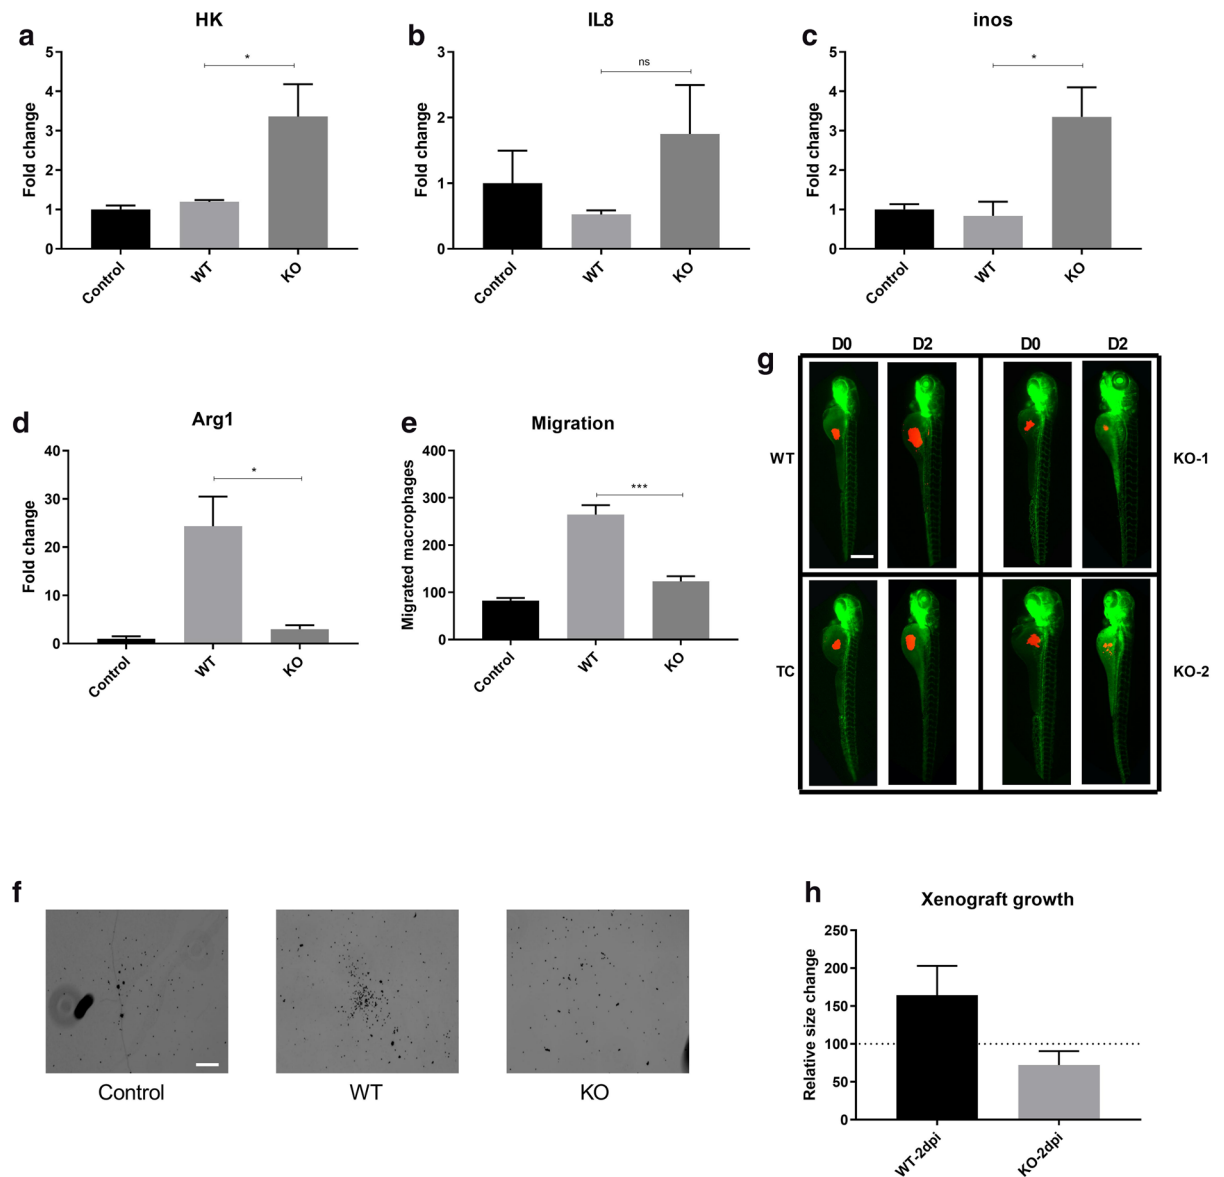 a
HK
Fold change
5
4
3
2
1
0
*
Control
WT
KO
b
IL8
Fold change
3
2
1
0
ns
Control
WT
KO
c
inos
Fold change
5
4
3
2
1
0
*
Control
WT
KO
d
Arg1
Fold change
40
30
20
10
0
*
Control
WT
KO
e
Migration
Migrated macrophages
400
300
200
100
0
***
Control
WT
KO
g
D0 D2 D0 D2
WT KO-1
TC KO-2
f
Control WT KO
h
Xenograft growth
Relative size change
250
200
150
100
50
0
WT-2dpi
KO-2dpi